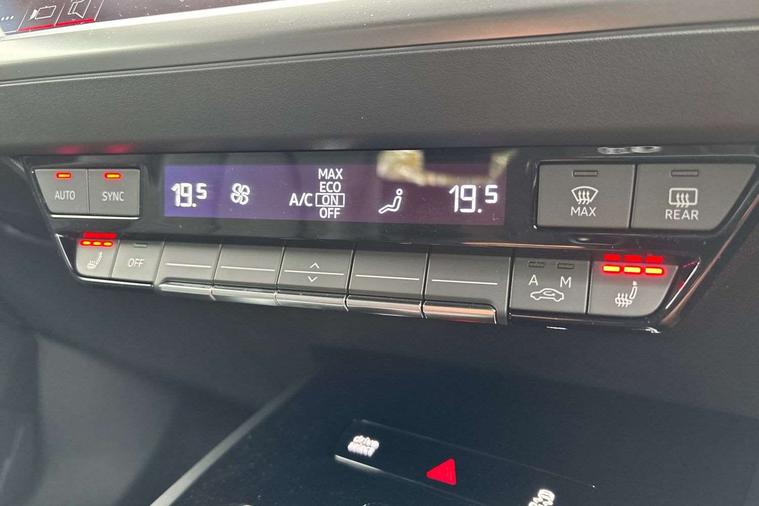 AUTO SYNC
19.5
A/C
MAX
ECO
ON
OFF
19.5
MAX
REAR
OFF
A M